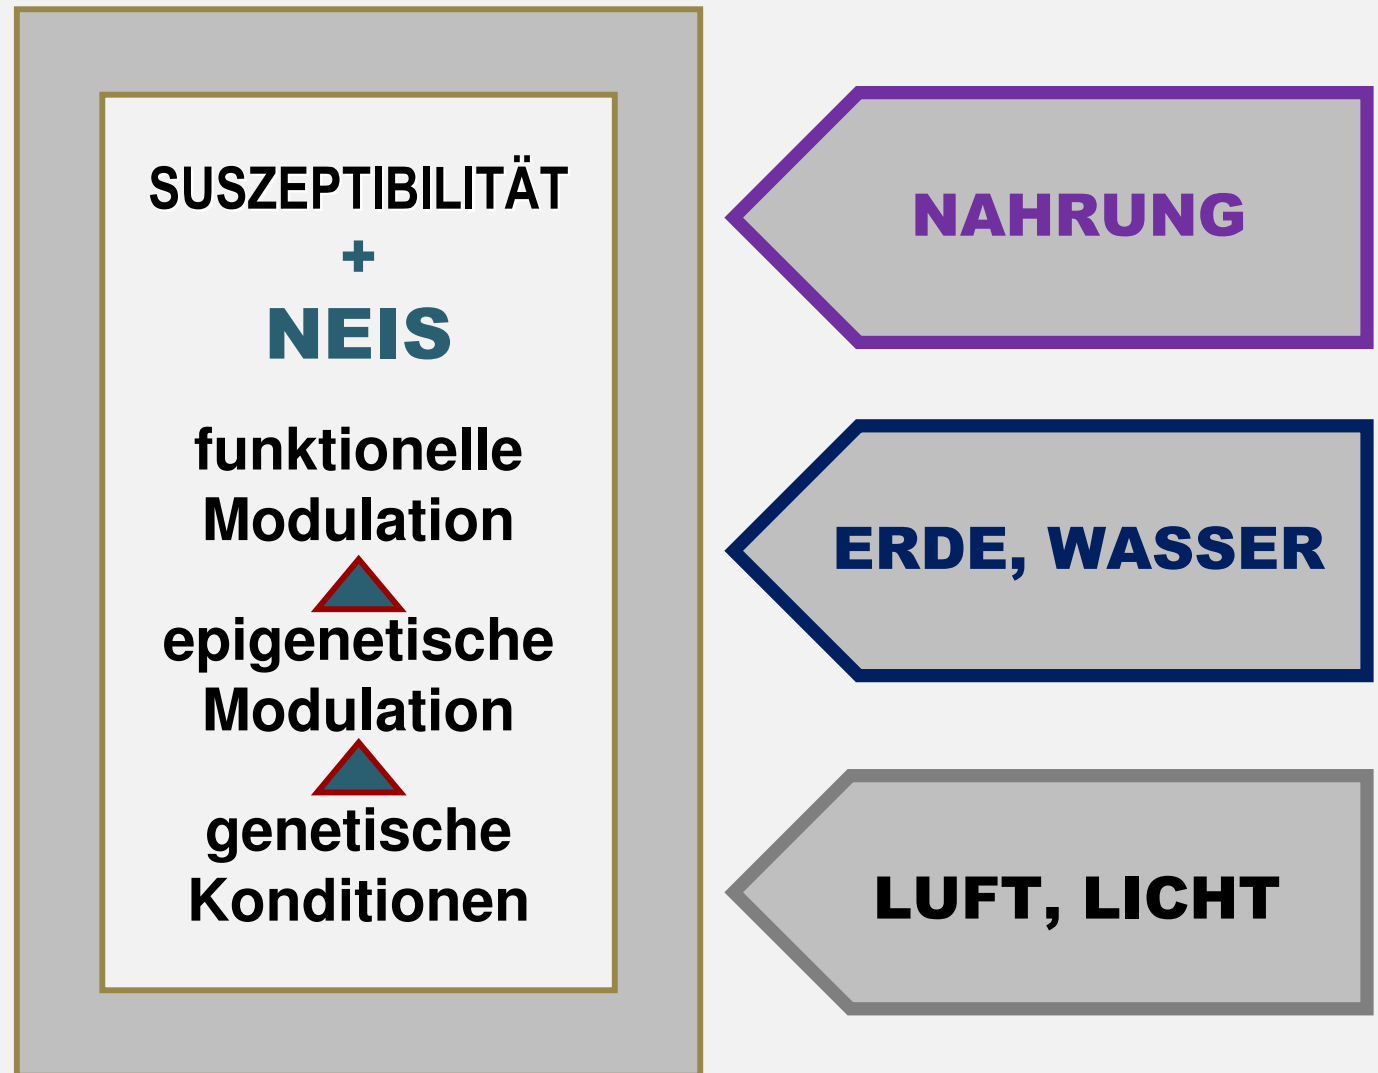 SUSZEPTIBILITÄT
+
NEIS
funktionelle
Modulation
epigenetische
Modulation
genetische
Konditionen
NAHRUNG
ERDE, WASSER
LUFT, LICHT